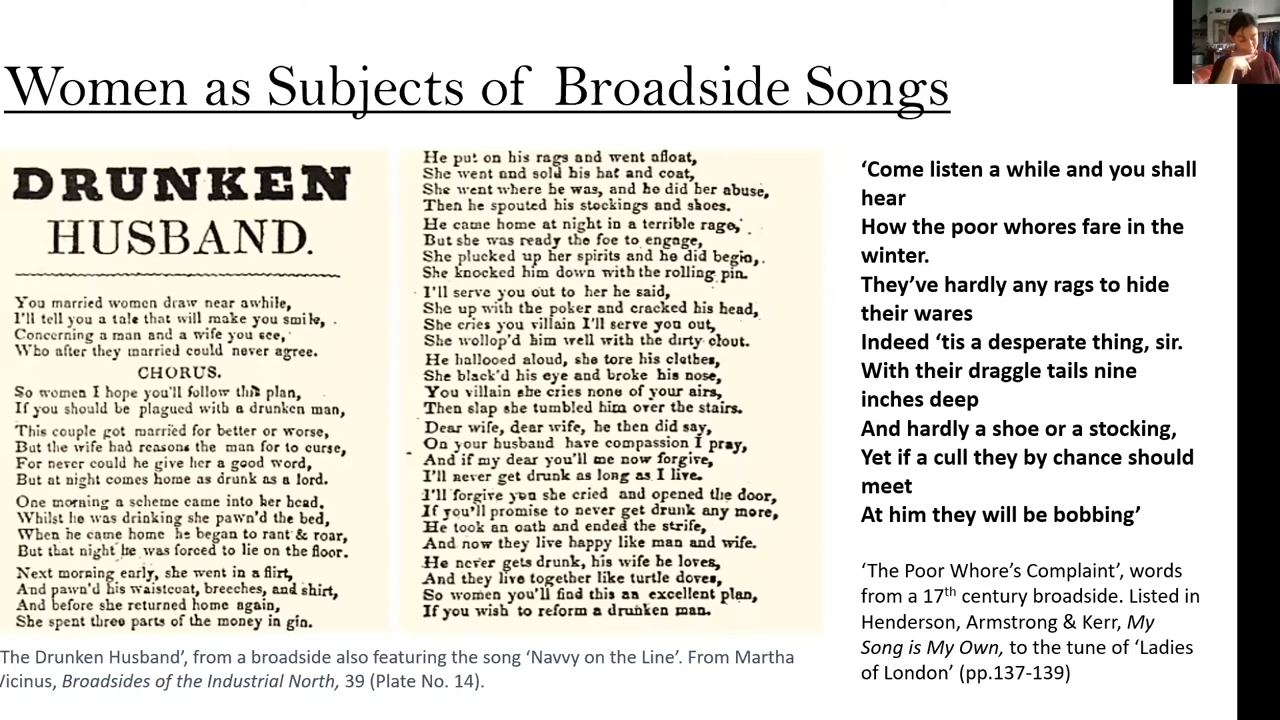 Women as Subjects of Broadside Songs
DRUNKEN
HUSBAND.
You married women draw near awhile,
I'll tell you a tale that will make you smile,
Concerning a man and a wife you see,
Who after they married could never agree.
CHORUS.
So women I hope you'll follow this plan,
If you should be plagued with a drunken man,
This couple got married for better or worse,
But the wife had reasons the man for to curse,
For never could he give her a good word,
But at night comes home as drunk as a lord.
One morning a scheme came into her head,
Whilst he was drinking she pawn'd the bed,
When he came home he began to rant & roar,
But that night he was forced to lie on the floor.
Next morning early, she went in a flirt,
And pawn'd his waistcoat, breeches, and shirt,
And before she returned home again,
She spent three parts of the money in gin.
He put on his rags and went afloat,
She went and sold his hat and coat,
She went where he was, and he did her abuse,
Then he spouted his stockings and shoes.
He came home at night in a terrible rage,
But she was ready the foe to engage,
She plucked up her spirits and he did begin,
She knocked him down with the rolling pin.
I'll serve you out to her he said,
She up with the poker and cracked his head,
She cries you villain I'll serve you out,
She wollop'd him well with the dirty clout.
He hallooed aloud, she tore his clothes,
She black'd his eye and broke his nose,
You villain she cries none of your airs,
Then slap she tumbled him over the stairs.
Dear wife, dear wife, he then did say,
On your husband have compassion I pray,
And if my dear you'll me now forgive,
I'll never get drunk as long as I live.
I'll forgive you she cried and opened the door,
If you'll promise to never get drunk any more,
He took an oath and ended the strife,
And now they live happy like man and wife.
He never gets drunk, his wife he loves,
And they live together like turtle doves,
So women you'll find this an excellent plan,
If you wish to reform a drunken man.
The Drunken Husband', from a broadside also featuring the song 'Navvy on the Line'. From Martha
Vicinus, Broadsides of the Industrial North, 39 (Plate No. 14).
'Come listen a while and you shall
hear
How the poor whores fare in the
winter.
They've hardly any rags to hide
their wares
Indeed 'tis a desperate thing, sir.
With their draggle tails nine
inches deep
And hardly a shoe or a stocking,
Yet if a cull they by chance should
meet
At him they will be bobbing'
'The Poor Whore's Complaint', words
from a 17th century broadside. Listed in
Henderson, Armstrong & Kerr, My
Song is My Own, to the tune of 'Ladies
of London' (pp.137-139)